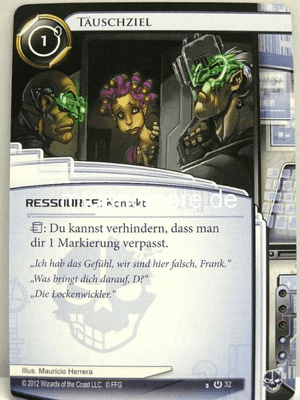 TÄUSCHZIEL
1
RESSOURCE: Kontakt
: Du kannst verhindern, dass man
dir 1 Markierung verpasst.
„Ich hab das Gefühl, wir sind hier falsch, Frank.“
„Was bringt dich darauf, D?“
„Die Lockenwickler.“
Illus. Mauricio Herrera
© 2012 Wizards of the Coast LLC. © FFG
32